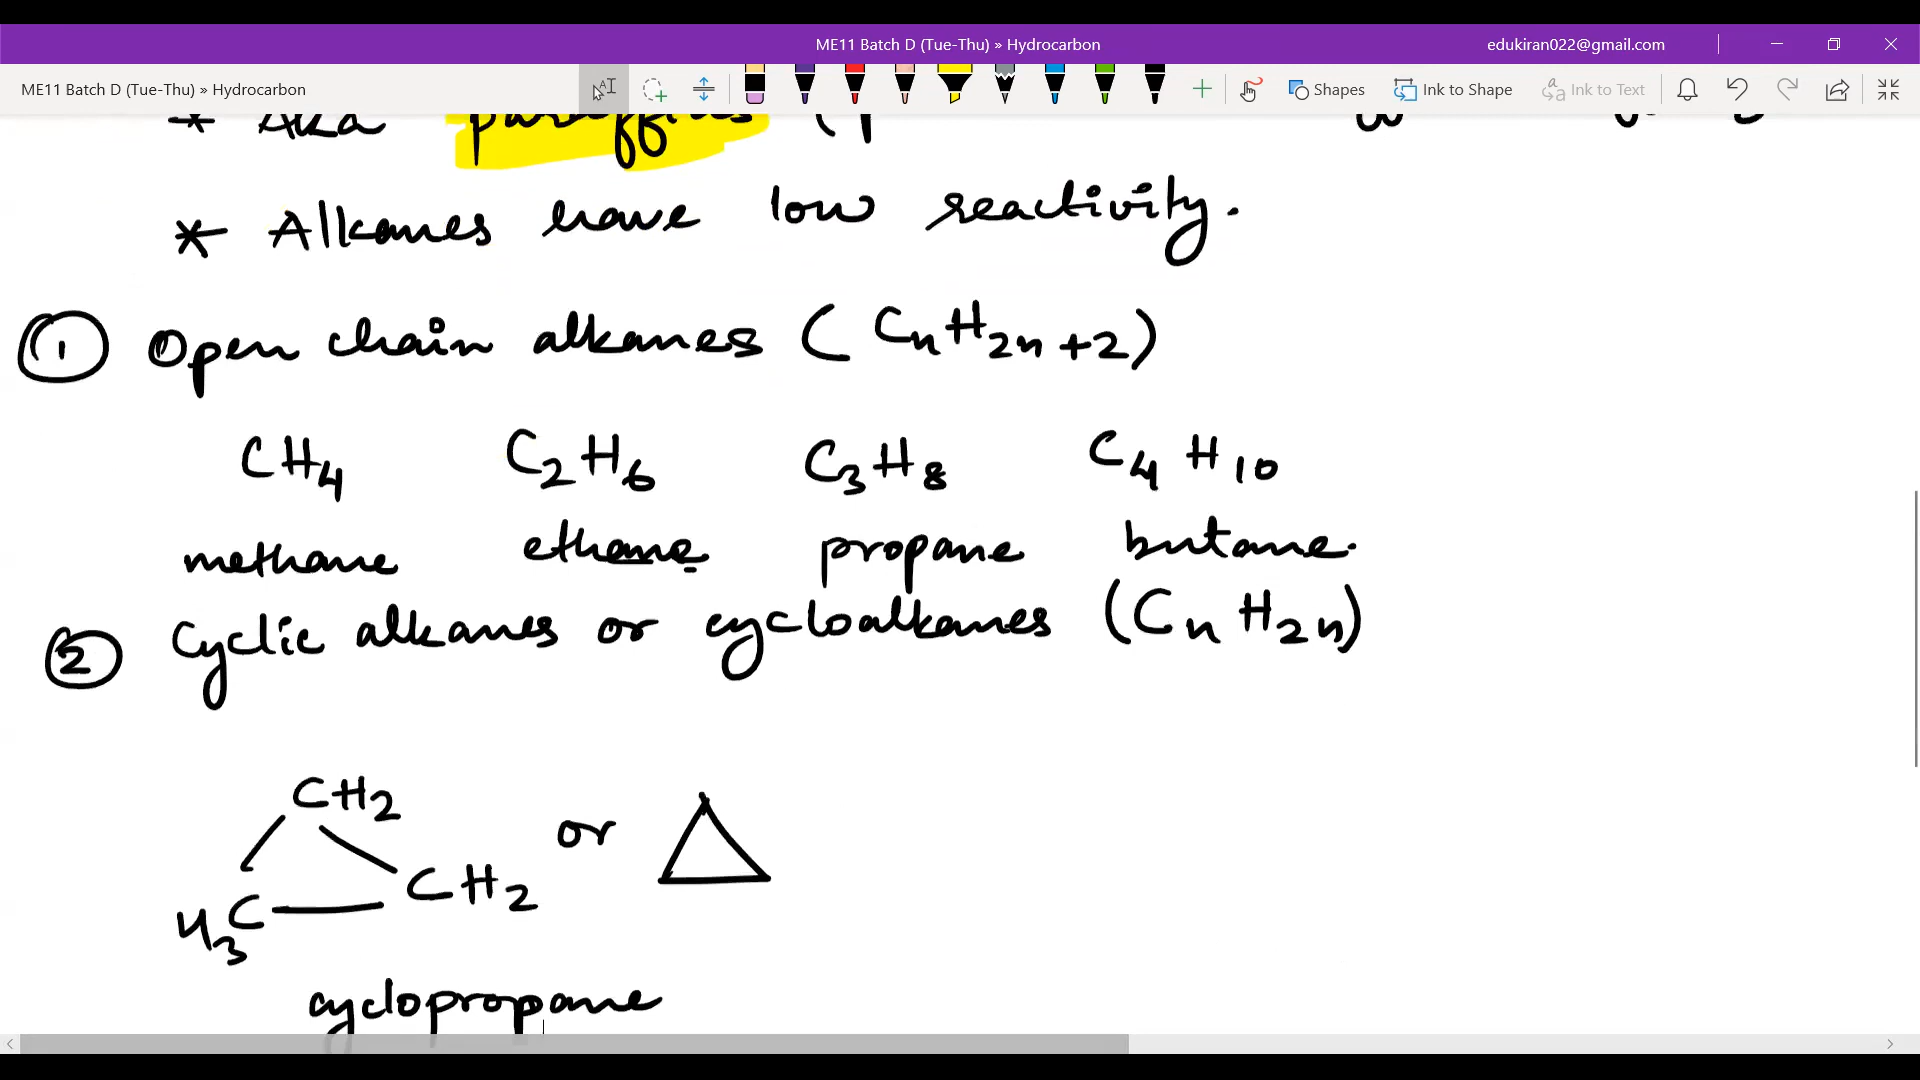 ME11 Batch D (Tue-Thu) » Hydrocarbon
edukiran022@gmail.com
ME11 Batch D (Tue-Thu) » Hydrocarbon
Shapes
Ink to Shape
Ink to Text
* Aka paraffins (p
* Alkanes have low reactivity.
① Open chain alkanes (CnH2n+2)
CH4 C2H6 C3H8 C4H10
methane ethane propane butane.
② Cyclic alkanes or cycloalkanes (CnH2n)
CH2
or
H3C CH2
cyclopropane